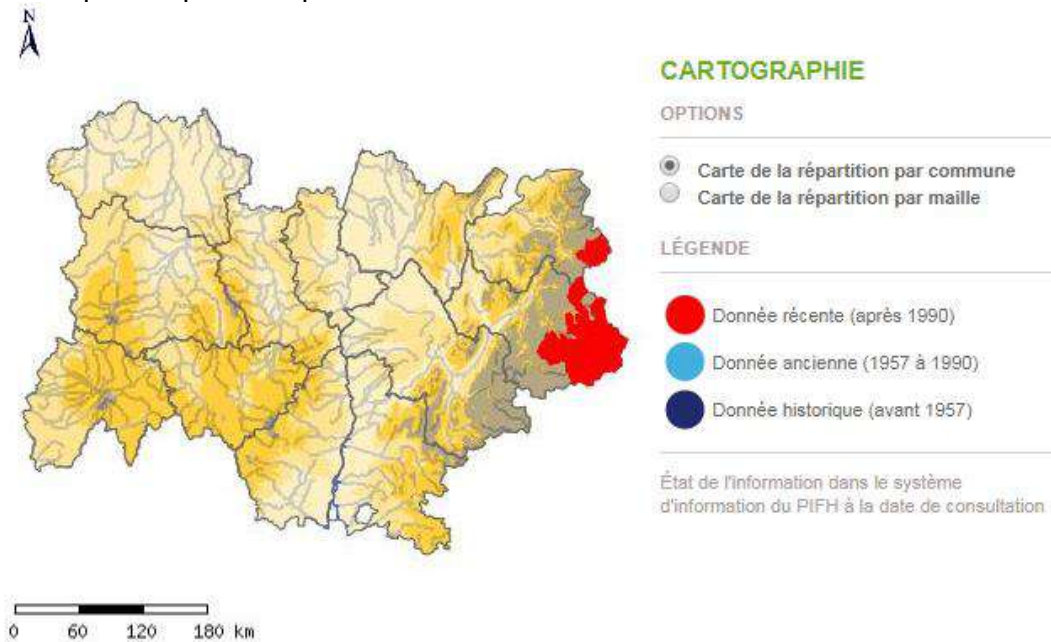 N
CARTOGRAPHIE
OPTIONS
Carte de la répartition par commune
Carte de la répartition par maille
LÉGENDE
Donnée récente (après 1990)
Donnée ancienne (1957 à 1990)
Donnée historique (avant 1957)
État de l'information dans le système
d'information du PIFH à la date de consultation
0 60 120 180 km